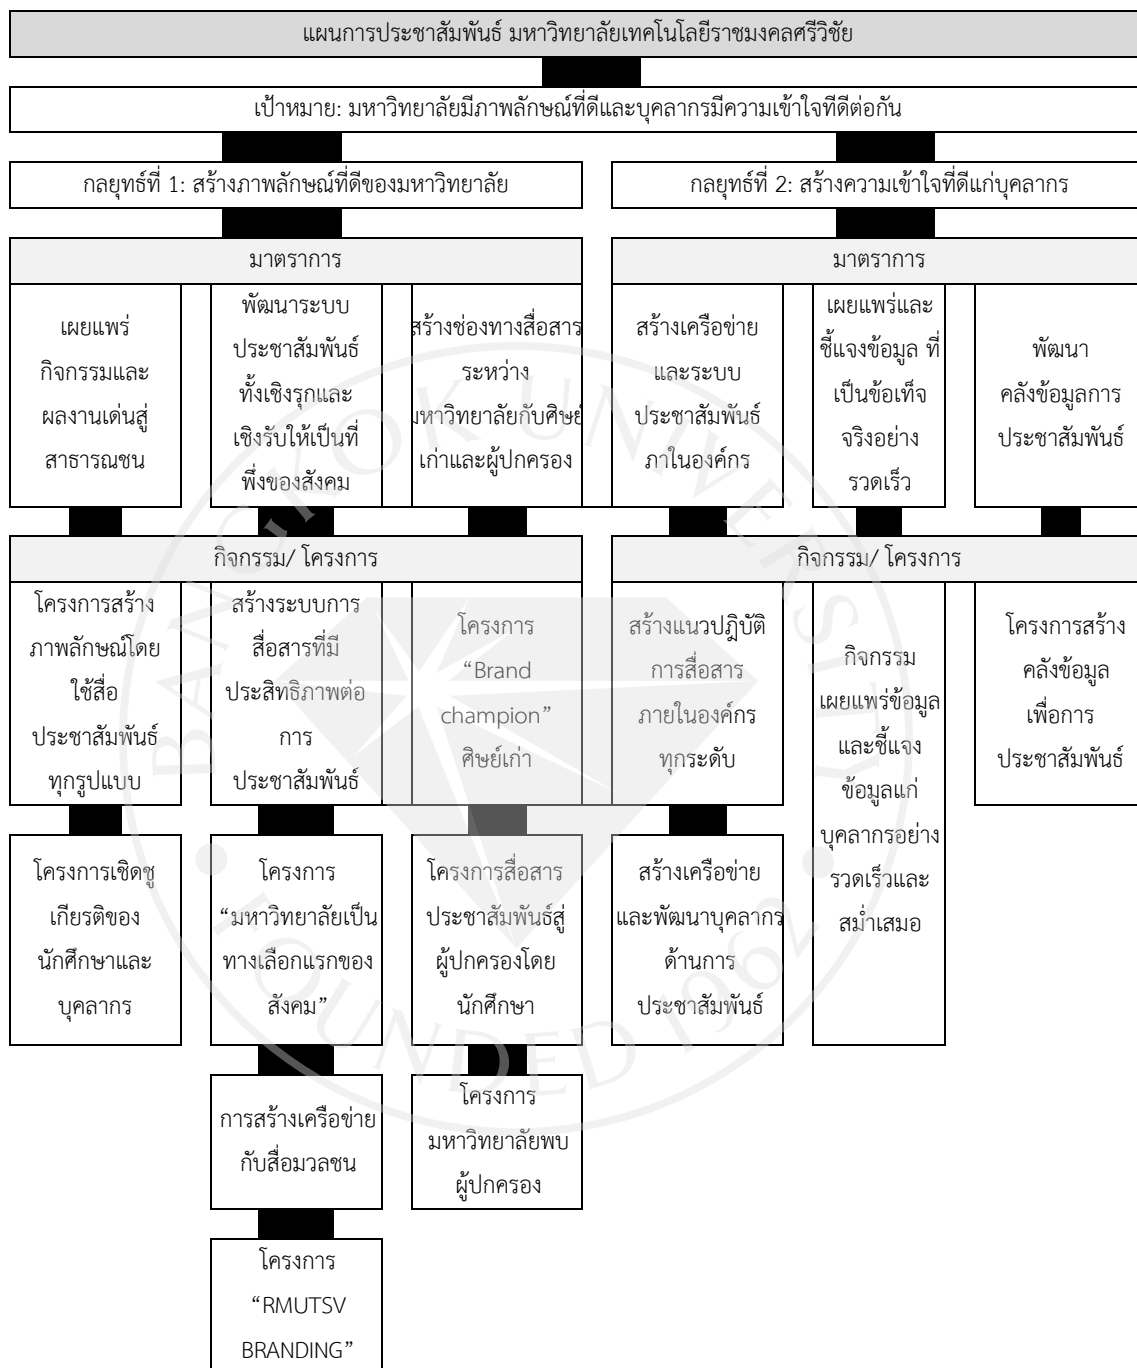 แผนการประชาสัมพันธ์ มหาวิทยาลัยเทคโนโลยีราชมงคลศรีวิชัย
เป้าหมาย: มหาวิทยาลัยมีภาพลักษณ์ที่ดีและบุคลากรมีความเข้าใจที่ดีต่อกัน
กลยุทธ์ที่ 1: สร้างภาพลักษณ์ที่ดีของมหาวิทยาลัย
กลยุทธ์ที่ 2: สร้างความเข้าใจที่ดีแก่บุคลากร
มาตราการ
มาตราการ
เผยแพร่
กิจกรรมและ
ผลงานเด่นสู่
สาธารณชน
พัฒนาระบบ
ประชาสัมพันธ์
ทั้งเชิงรุกและ
เชิงรับให้เป็นที่
พึ่งของสังคม
สร้างช่องทางสื่อสาร
ระหว่าง
มหาวิทยาลัยกับศิษย์
เก่าและผู้ปกครอง
สร้างเครือข่าย
และระบบ
ประชาสัมพันธ์
ภาในองค์กร
เผยแพร่และ
ชี้แจงข้อมูล ที่
เป็นข้อเท็จ
จริงอย่าง
รวดเร็ว
พัฒนา
คลังข้อมูลการ
ประชาสัมพันธ์
กิจกรรม/ โครงการ
กิจกรรม/ โครงการ
โครงการสร้าง
ภาพลักษณ์โดย
ใช้สื่อ
ประชาสัมพันธ์
ทุกรูปแบบ
สร้างระบบการ
สื่อสารที่มี
ประสิทธิภาพต่อ
การ
ประชาสัมพันธ์
โครงการ
“Brand
champion”
ศิษย์เก่า
สร้างแนวปฎิบัติ
การสื่อสาร
ภายในองค์กร
ทุกระดับ
กิจกรรม
เผยแพร่ข้อมูล
และชี้แจง
ข้อมูลแก่
บุคลากรอย่าง
รวดเร็วและ
สม่ำเสมอ
โครงการสร้าง
คลังข้อมูล
เพื่อการ
ประชาสัมพันธ์
โครงการเชิดชู
เกียรติของ
นักศึกษาและ
บุคลากร
โครงการ
“มหาวิทยาลัยเป็น
ทางเลือกแรกของ
สังคม”
โครงการสื่อสาร
ประชาสัมพันธ์สู่
ผู้ปกครองโดย
นักศึกษา
สร้างเครือข่าย
และพัฒนาบุคลากร
ด้านการ
ประชาสัมพันธ์
การสร้างเครือข่าย
กับสื่อมวลชน
โครงการ
มหาวิทยาลัยพบ
ผู้ปกครอง
โครงการ
“RMUTSV
BRANDING”
BANGKOK UNIVERSITY
FOUNDED 1962